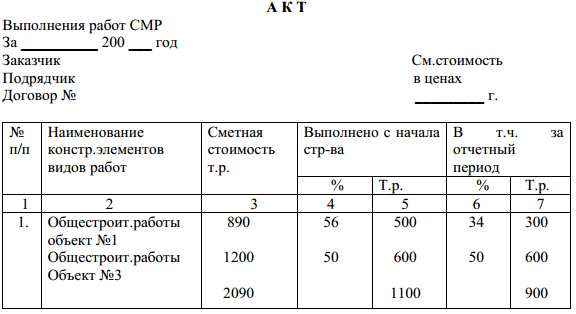 А К Т
Выполнения работ СМР
За ___________ 200 ___ год
Заказчик См.стоимость
Подрядчик в ценах
Договор № __________ г.
№ п/п Наименование констр.элементов видов работ Сметная стоимость т.р. Выполнено с начала стр-ва В т.ч. за отчетный период
% Т.р. % Т.р.
1 2 3 4 5 6 7
1. Общестроит.работы 890 56 500 34 300
объект №1
Общестроит.работы 1200 50 600 50 600
Объект №3
2090 1100 900